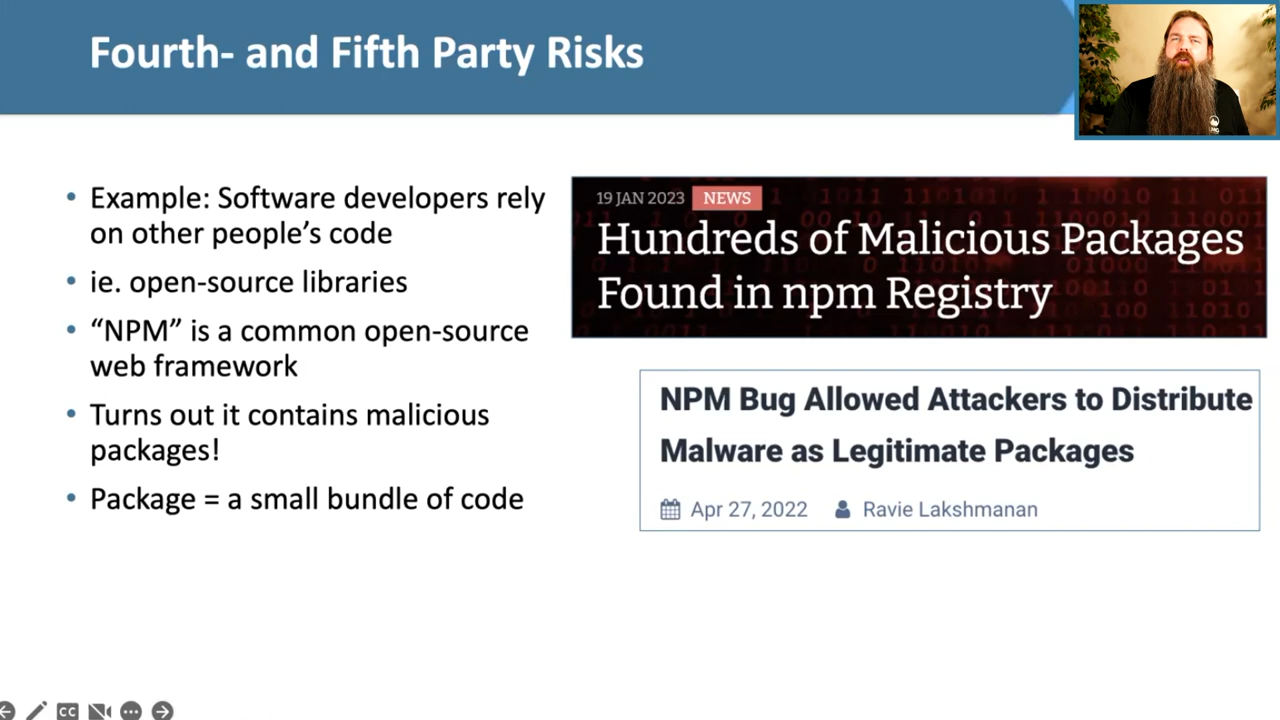 Fourth- and Fifth Party Risks
• Example: Software developers rely
on other people’s code
• ie. open-source libraries
• “NPM” is a common open-source
web framework
• Turns out it contains malicious
packages!
• Package = a small bundle of code
19 JAN 2023 NEWS
Hundreds of Malicious Packages
Found in npm Registry
NPM Bug Allowed Attackers to Distribute
Malware as Legitimate Packages
Apr 27, 2022 Ravie Lakshmanan
CC